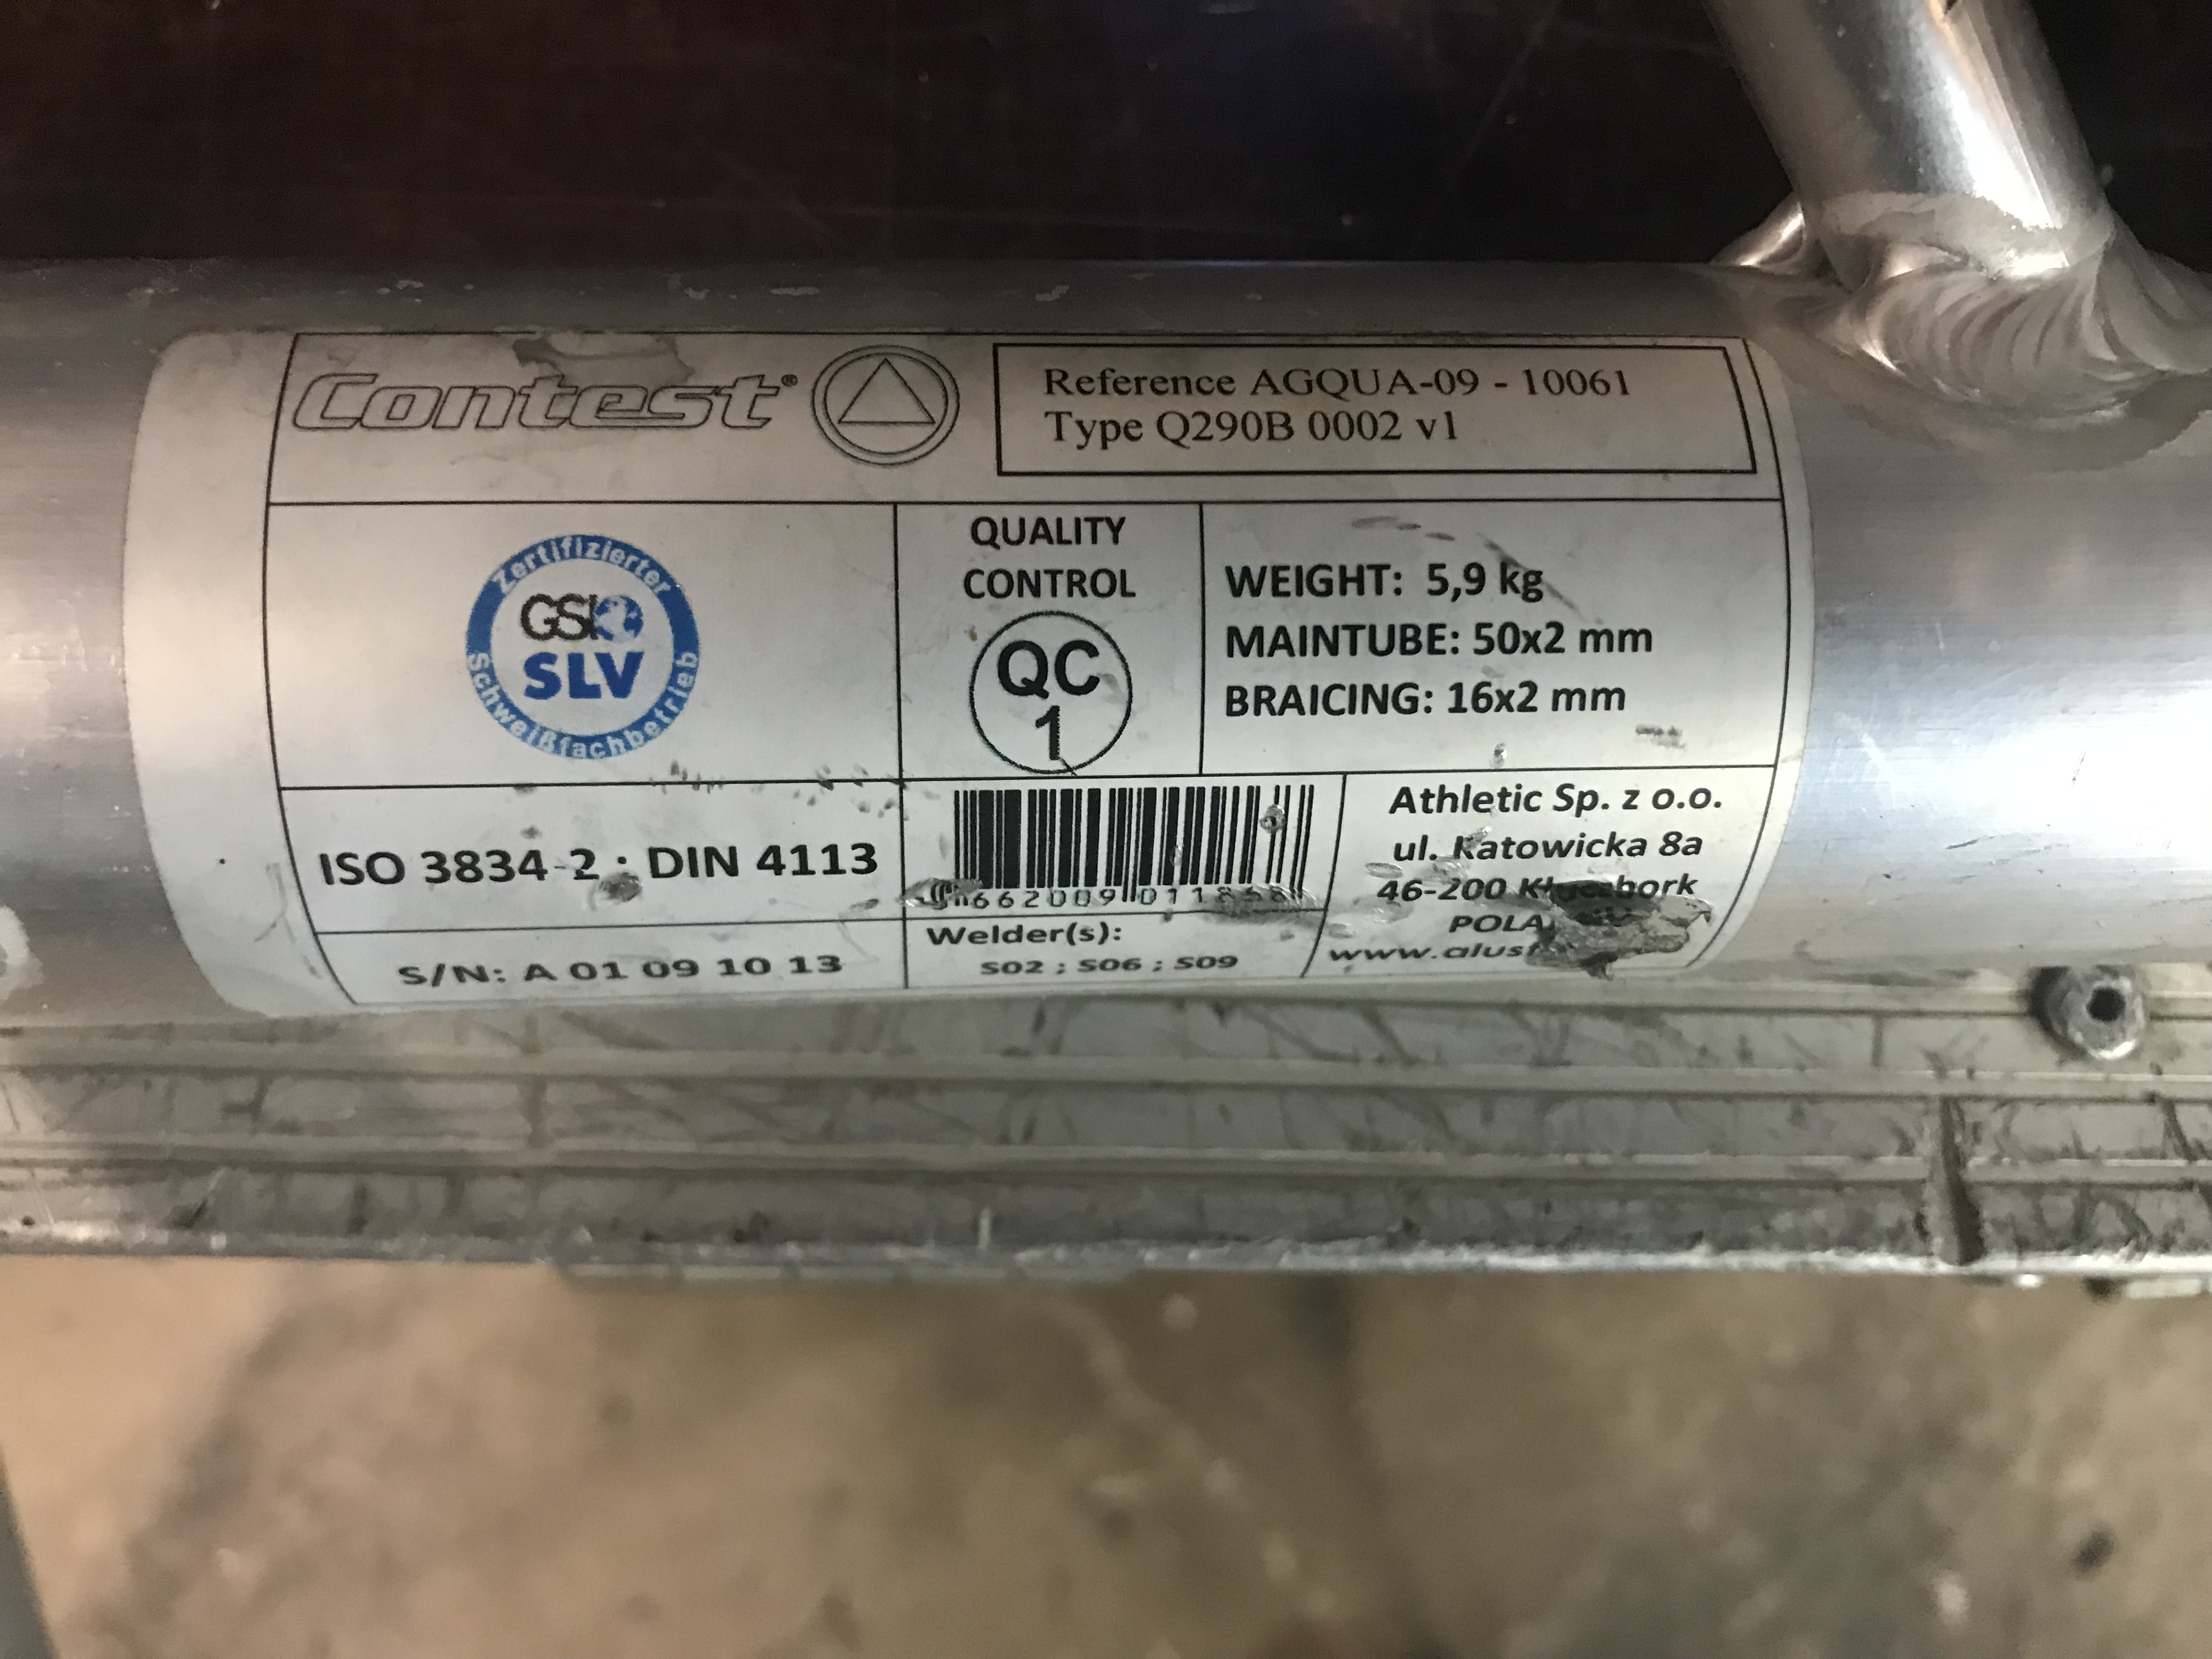 Contest®
Reference AGQUA-09 - 10061
Type Q290B 0002 v1
Zertifizierter
GSI
SLV
Schweißfachbetrieb
QUALITY
CONTROL
QC
1
WEIGHT: 5,9 kg
MAINTUBE: 50x2 mm
BRAICING: 16x2 mm
ISO 3834-2 ; DIN 4113
S/N: A 01 09 10 13
Welder(s):
S02 ; S06 ; S09
Athletic Sp. z o.o.
ul. Katowicka 8a
46-200